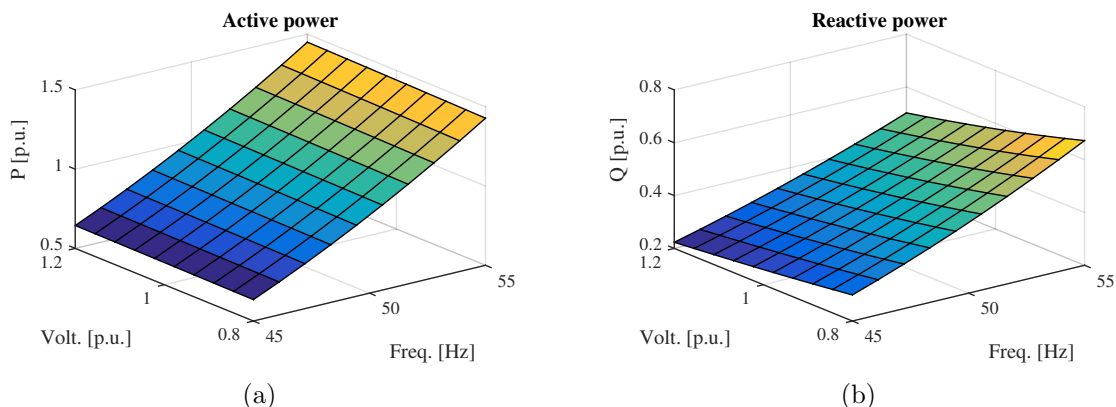 Active power
1.5
1
0.5
P [p.u.]
1.2
1
0.8
Volt. [p.u.]
45
50
55
Freq. [Hz]
(a)
Reactive power
0.8
0.6
0.4
0.2
Q [p.u.]
1.2
1
0.8
Volt. [p.u.]
45
50
55
Freq. [Hz]
(b)